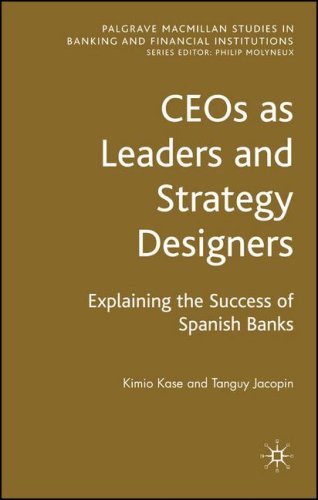 PALGRAVE MACMILLAN STUDIES IN
BANKING AND FINANCIAL INSTITUTIONS
SERIES EDITOR: PHILIP MOLYNEUX
CEOs as
Leaders and
Strategy
Designers
Explaining the Success of
Spanish Banks
Kimio Kase and Tanguy Jacopin